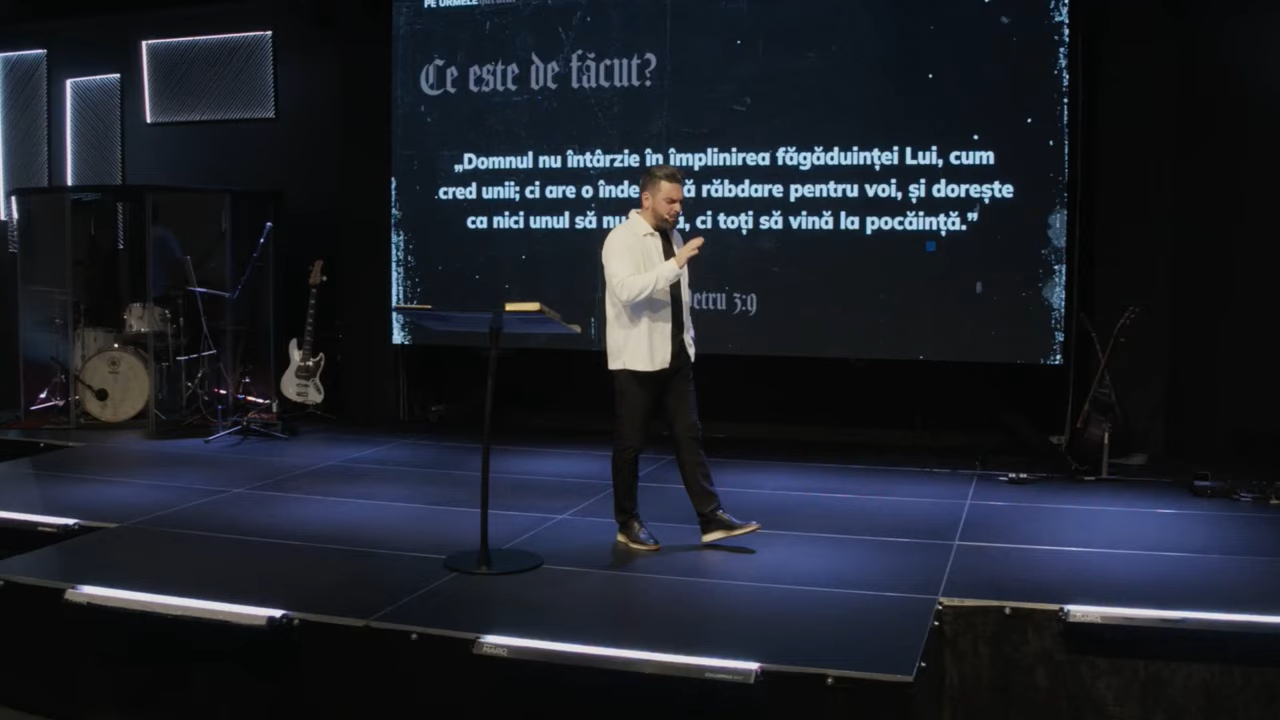 PE URMELE
Ce este de făcut?
„Domnul nu întârzie în împlinirea făgăduinței Lui, cum
cred unii; ci are o răbdare pentru voi, și dorește
ca nici unul să ci toți să vină la pocăință.”
3:9